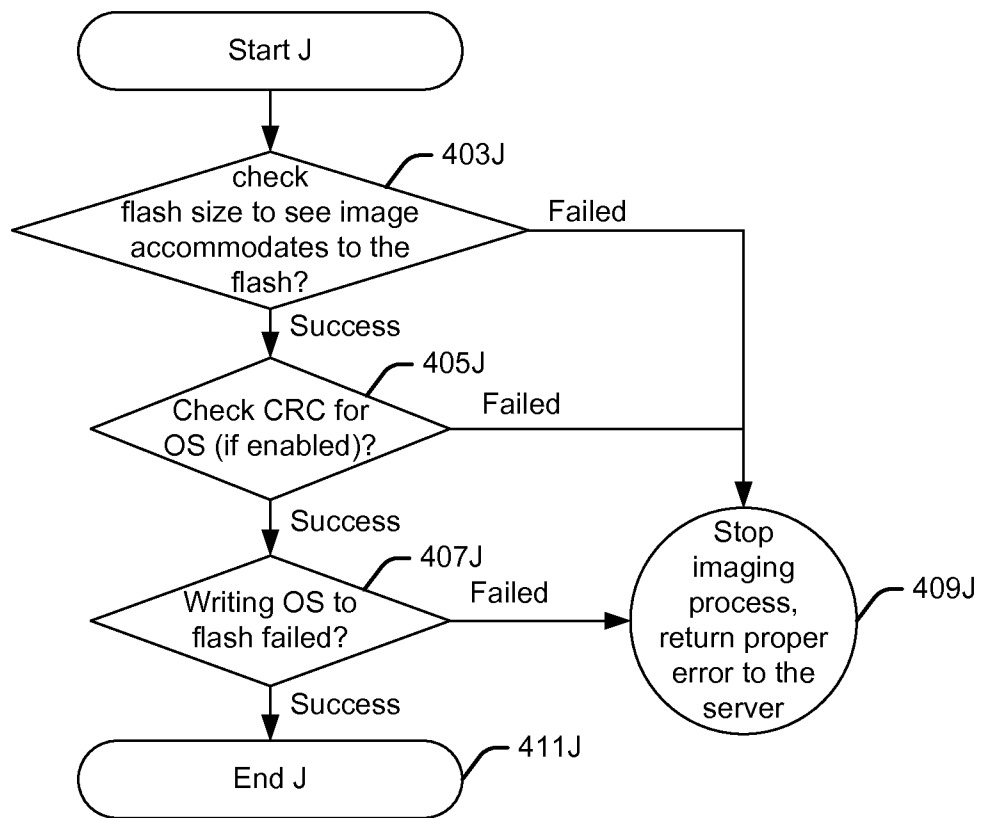 Start J
403J
check
flash size to see image
accommodates to the
flash?
Failed
Success
405J
Check CRC for
OS (if enabled)?
Failed
Success
407J
Writing OS to
flash failed?
Failed
Stop
imaging
process,
return proper
error to the
server
409J
Success
411J
End J